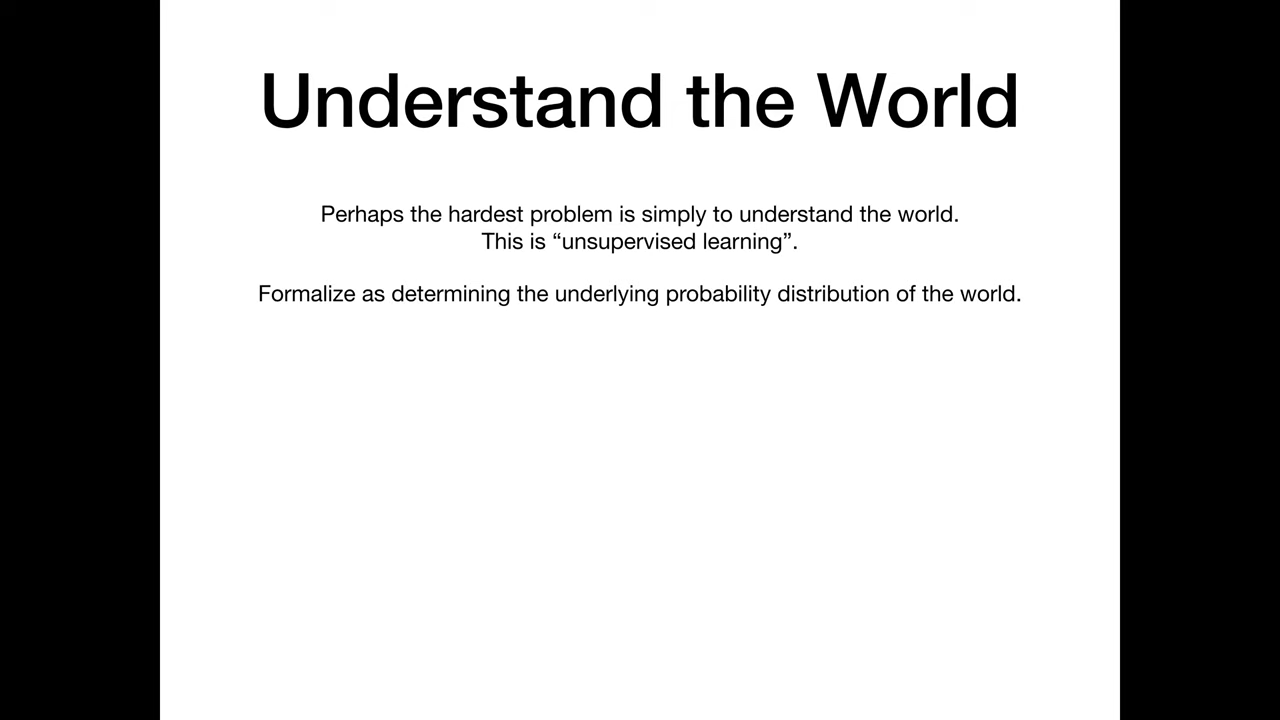 Understand the World
Perhaps the hardest problem is simply to understand the world.
This is “unsupervised learning”.
Formalize as determining the underlying probability distribution of the world.